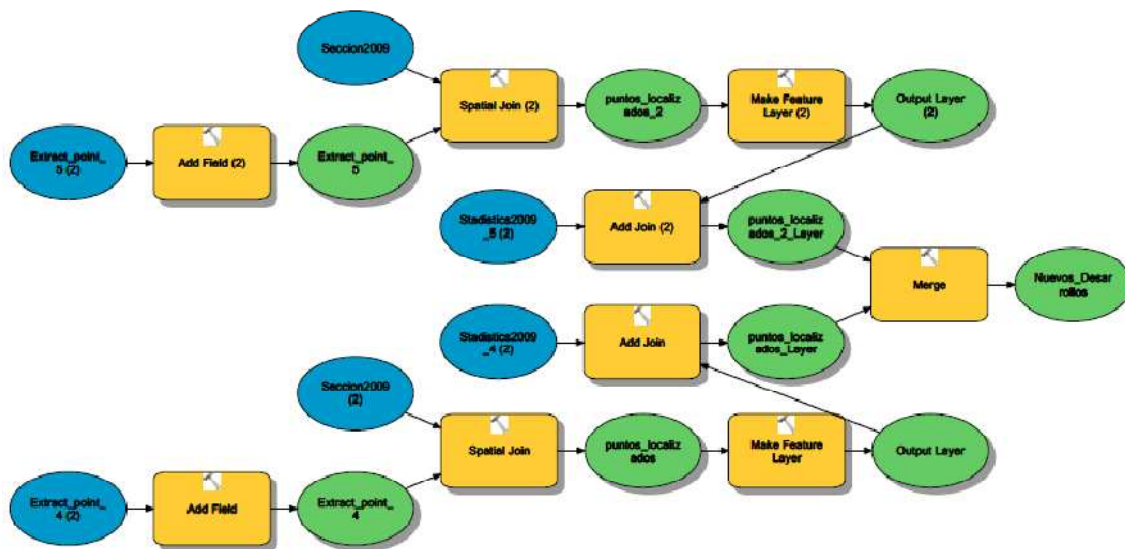 Seccion2009
Spatial Join (2)
puntos_localiz
ados_2
Make Feature
Layer (2)
Output Layer
(2)
Extract_point_
5 (2)
Add Field (2)
Extract_point_
5
Stadistics2009
_5 (2)
Add Join (2)
puntos_localiz
ados_2_Layer
Merge
Nuevos_Desar
rollos
Stadistics2009
_4 (2)
Add Join
puntos_localiz
ados_Layer
Seccion2009
(2)
Spatial Join
puntos_localiz
ados
Make Feature
Layer
Output Layer
Extract_point_
4 (2)
Add Field
Extract_point_
4